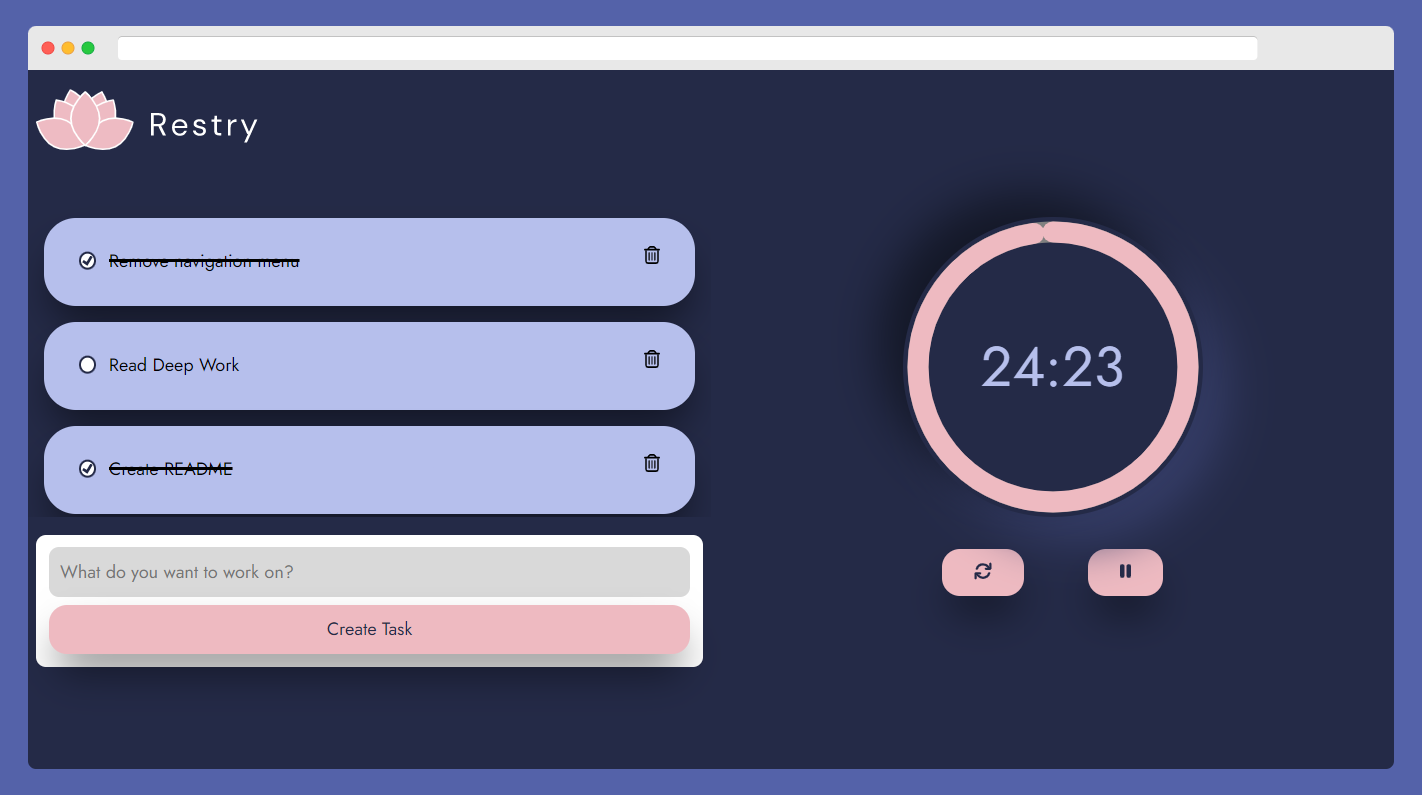 Restry
Remove navigation menu
Read Deep Work
Create README
What do you want to work on?
Create Task
24:23